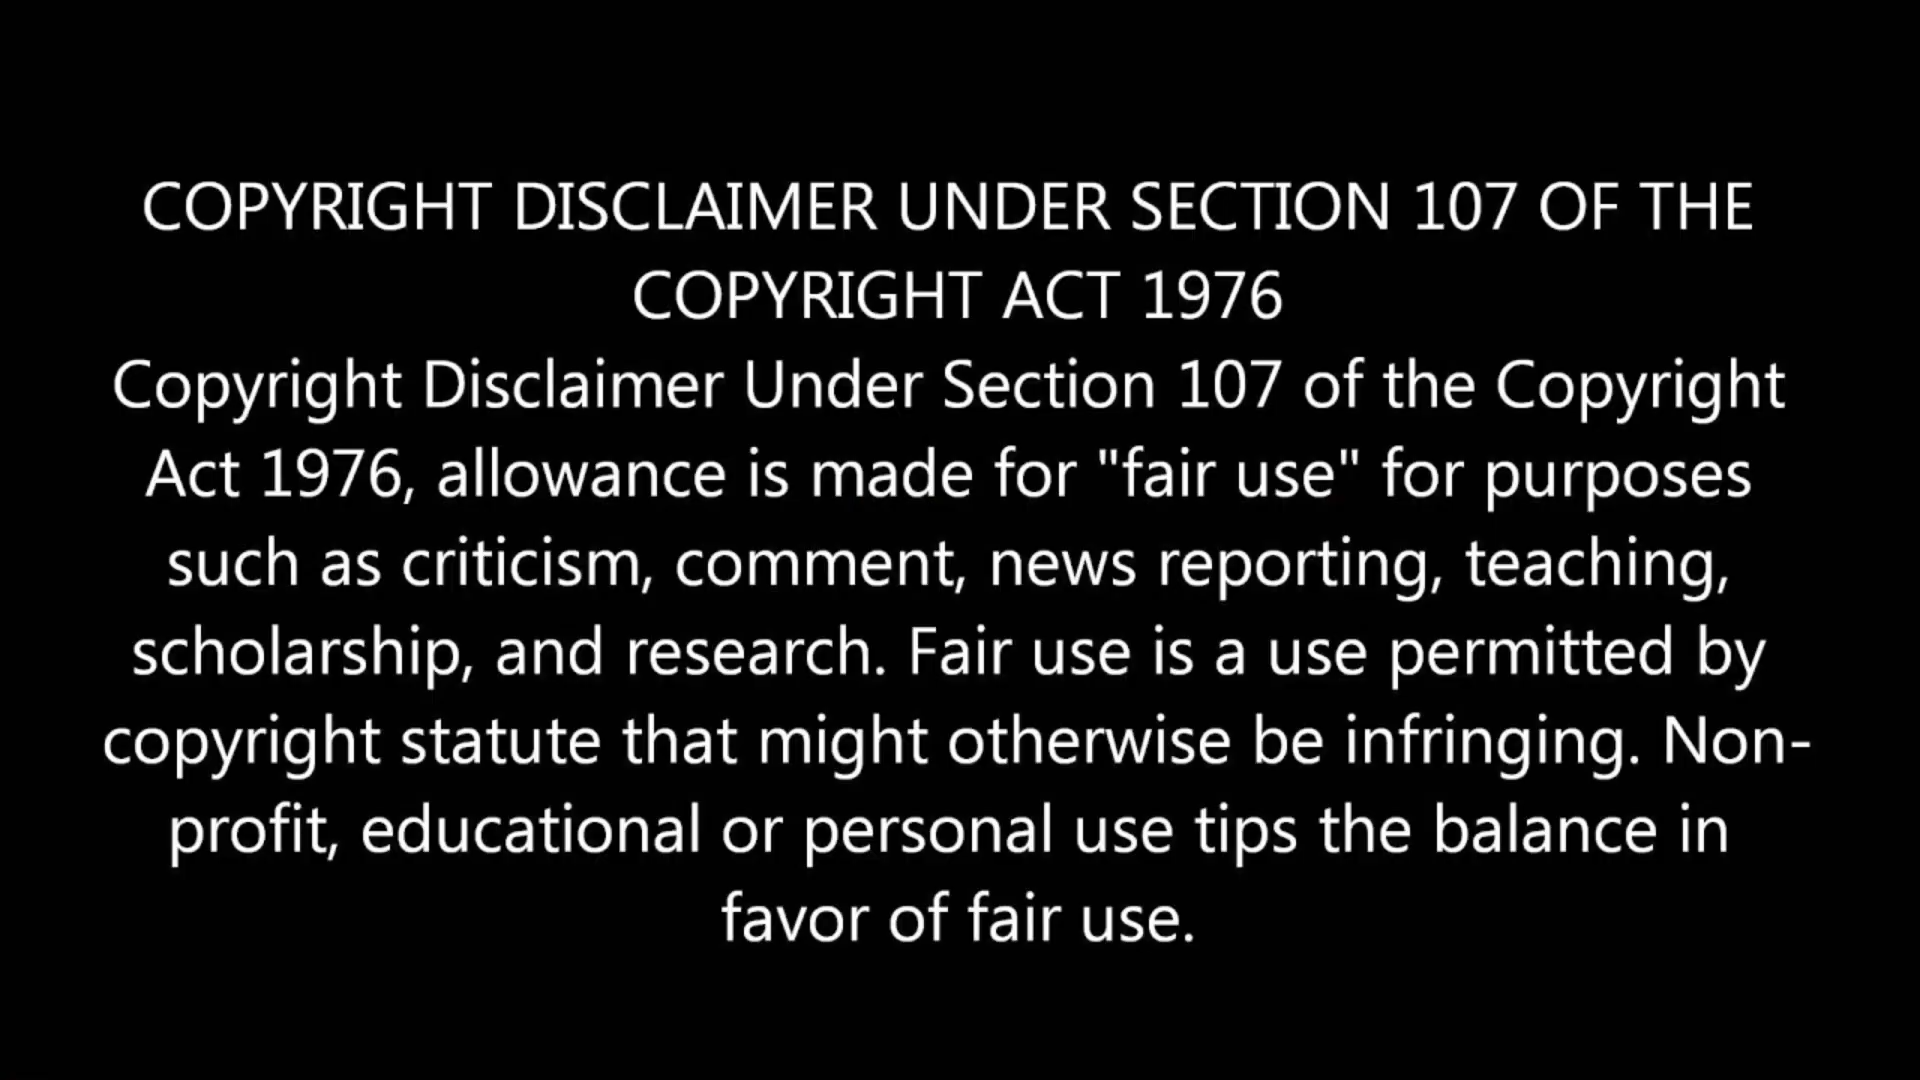 COPYRIGHT DISCLAIMER UNDER SECTION 107 OF THE
COPYRIGHT ACT 1976
Copyright Disclaimer Under Section 107 of the Copyright
Act 1976, allowance is made for "fair use" for purposes
such as criticism, comment, news reporting, teaching,
scholarship, and research. Fair use is a use permitted by
copyright statute that might otherwise be infringing. Non-
profit, educational or personal use tips the balance in
favor of fair use.